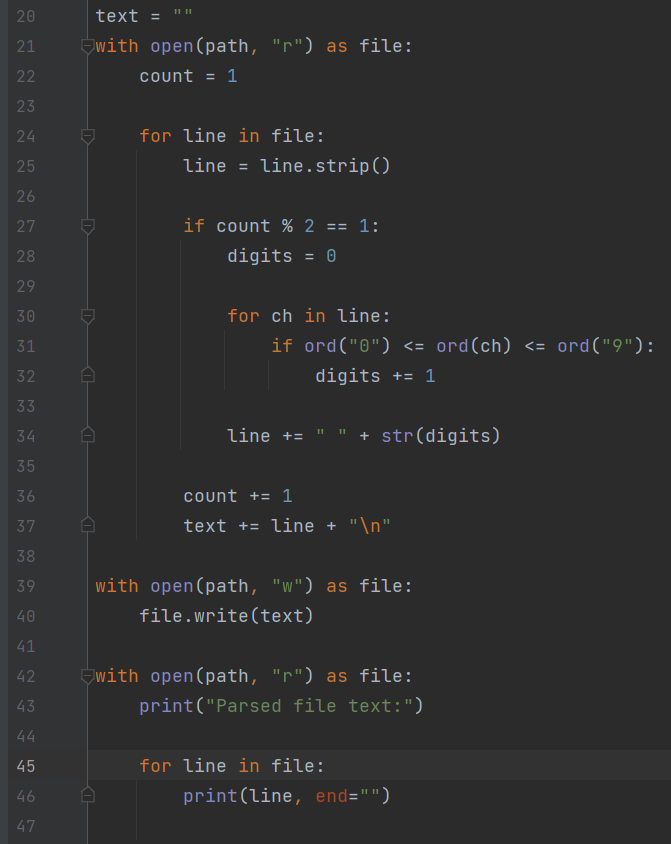 20 text = ""
21 with open(path, "r") as file:
22     count = 1
23
24     for line in file:
25         line = line.strip()
26
27         if count % 2 == 1:
28             digits = 0
29
30             for ch in line:
31                 if ord("0") <= ord(ch) <= ord("9"):
32                     digits += 1
33
34             line += " " + str(digits)
35
36         count += 1
37         text += line + "\n"
38
39 with open(path, "w") as file:
40     file.write(text)
41
42 with open(path, "r") as file:
43     print("Parsed file text:")
44
45     for line in file:
46         print(line, end="")
47